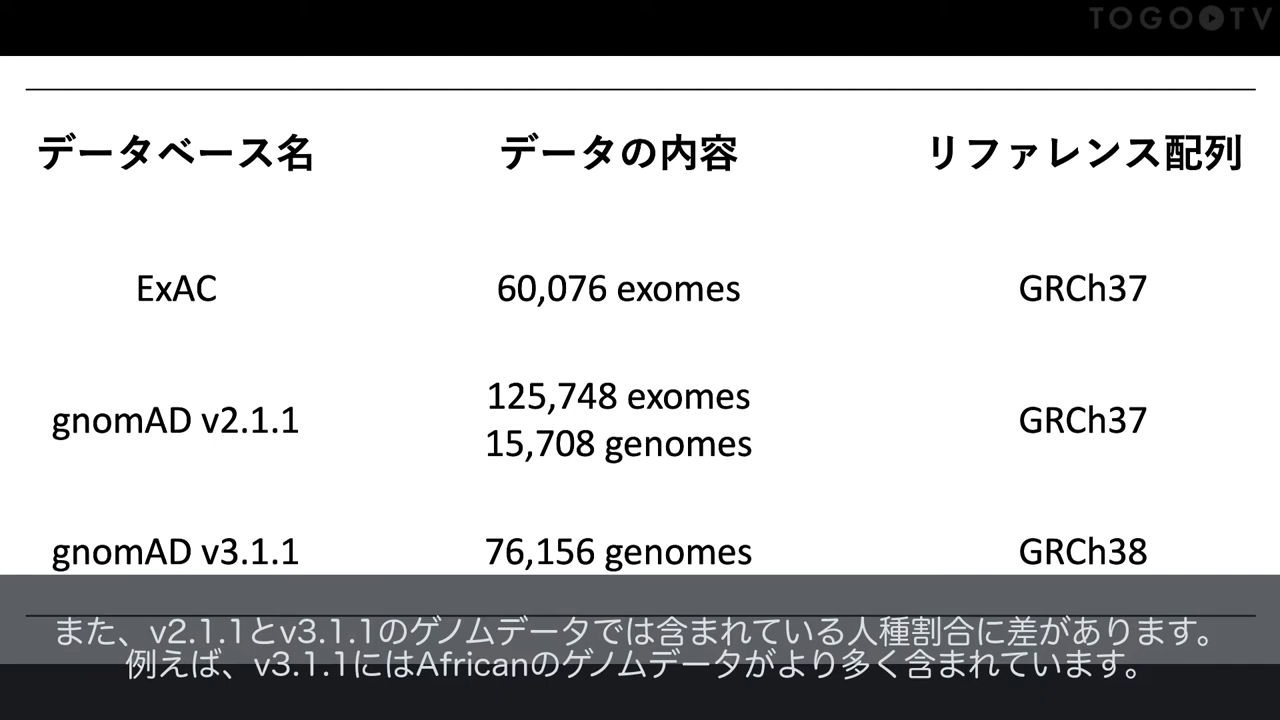 TOGO TV
データベース名 データの内容 リファレンス配列
ExAC 60,076 exomes GRCh37
125,748 exomes
gnomAD v2.1.1 GRCh37
15,708 genomes
gnomAD v3.1.1 76,156 genomes GRCh38
また、v2.1.1とv3.1.1のゲノムデータでは含まれている人種割合に差があります。
例えば、v3.1.1にはAfricanのゲノムデータがより多く含まれています。